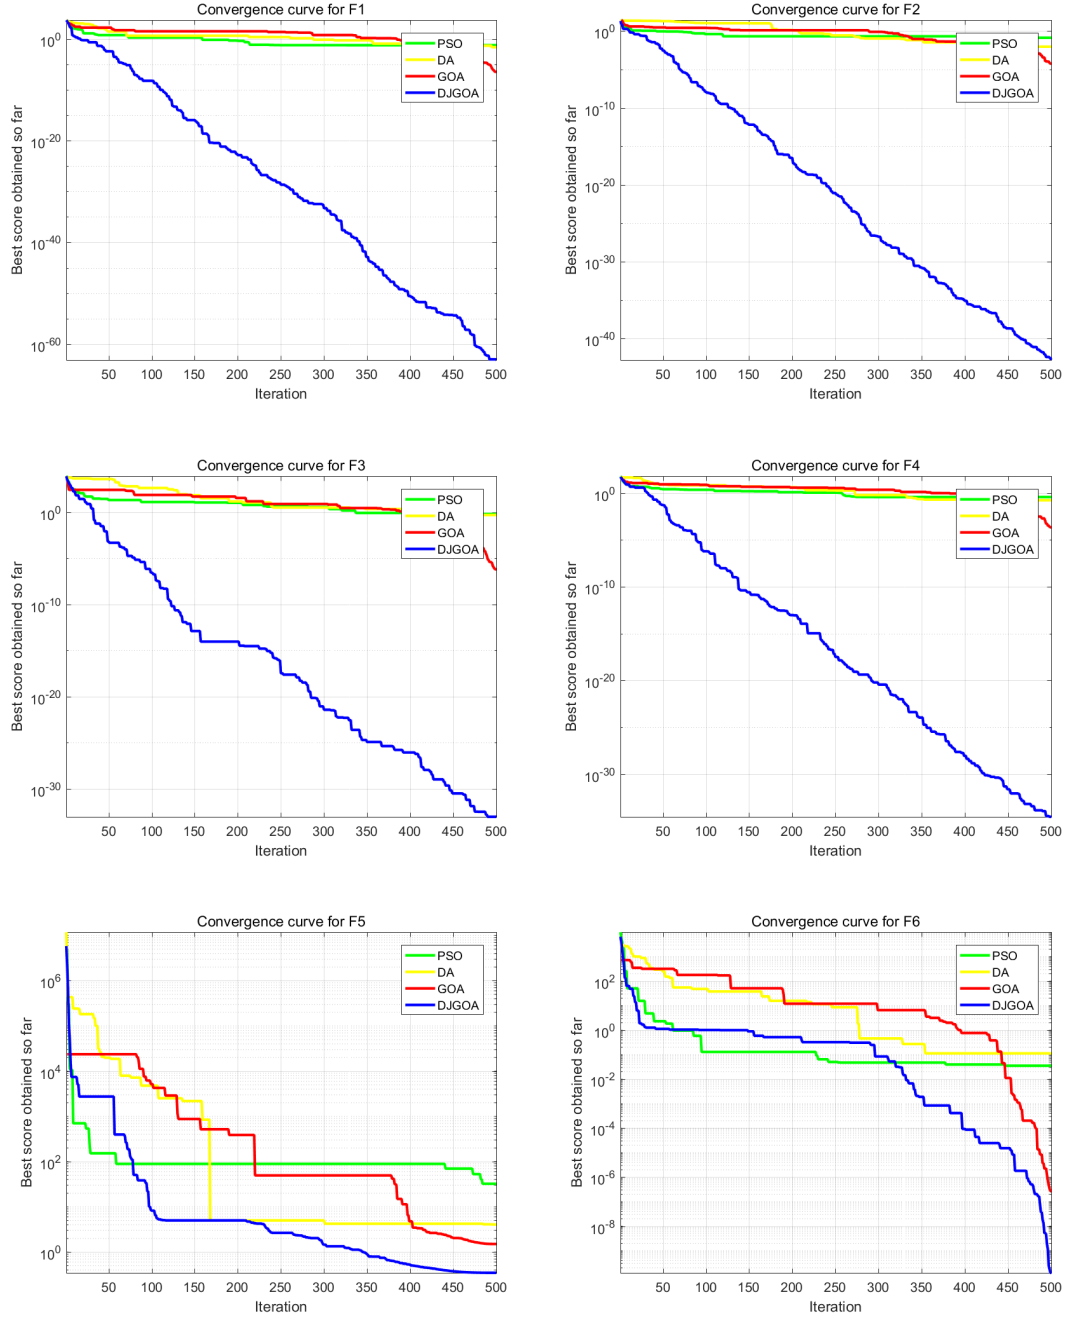 Convergence curve for F1
Best score obtained so far
10^0
10^-20
10^-40
10^-60
50 100 150 200 250 300 350 400 450 500
Iteration
PSO
DA
GOA
DJGOA
Convergence curve for F2
Best score obtained so far
10^0
10^-10
10^-20
10^-30
10^-40
50 100 150 200 250 300 350 400 450 500
Iteration
PSO
DA
GOA
DJGOA
Convergence curve for F3
Best score obtained so far
10^0
10^-10
10^-20
10^-30
50 100 150 200 250 300 350 400 450 500
Iteration
PSO
DA
GOA
DJGOA
Convergence curve for F4
Best score obtained so far
10^0
10^-10
10^-20
10^-30
50 100 150 200 250 300 350 400 450 500
Iteration
PSO
DA
GOA
DJGOA
Convergence curve for F5
Best score obtained so far
10^6
10^4
10^2
10^0
50 100 150 200 250 300 350 400 450 500
Iteration
PSO
DA
GOA
DJGOA
Convergence curve for F6
Best score obtained so far
10^2
10^0
10^-2
10^-4
10^-6
10^-8
50 100 150 200 250 300 350 400 450 500
Iteration
PSO
DA
GOA
DJGOA